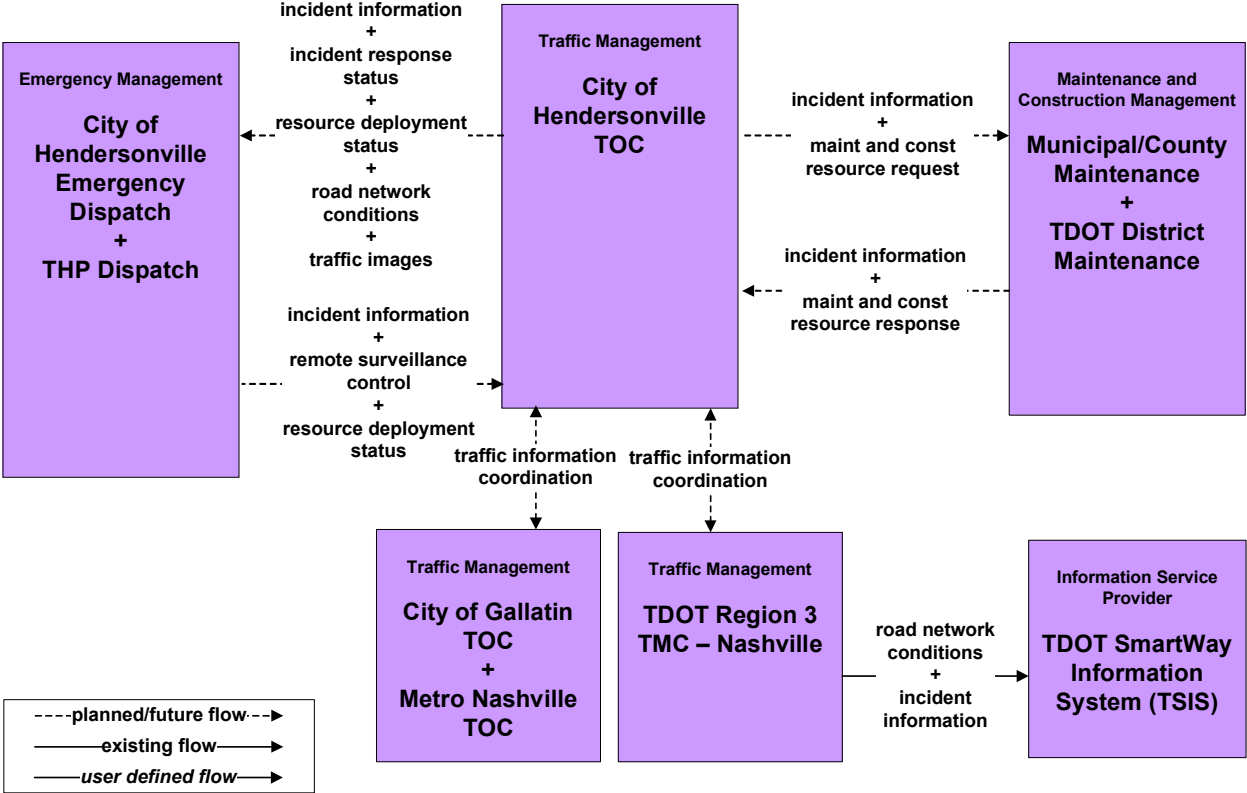 Emergency Management
City of
Hendersonville
Emergency
Dispatch
+
THP Dispatch
incident information
+
incident response
status
+
resource deployment
status
+
road network
conditions
+
traffic images
incident information
+
remote surveillance
control
+
resource deployment
status
Traffic Management
City of
Hendersonville
TOC
incident information
+
maint and const
resource request
incident information
+
maint and const
resource response
Maintenance and
Construction Management
Municipal/County
Maintenance
+
TDOT District
Maintenance
traffic information
coordination
traffic information
coordination
Traffic Management
City of Gallatin
TOC
+
Metro Nashville
TOC
Traffic Management
TDOT Region 3
TMC – Nashville
road network
conditions
+
incident
information
Information Service
Provider
TDOT SmartWay
Information
System (TSIS)
planned/future flow
existing flow
user defined flow